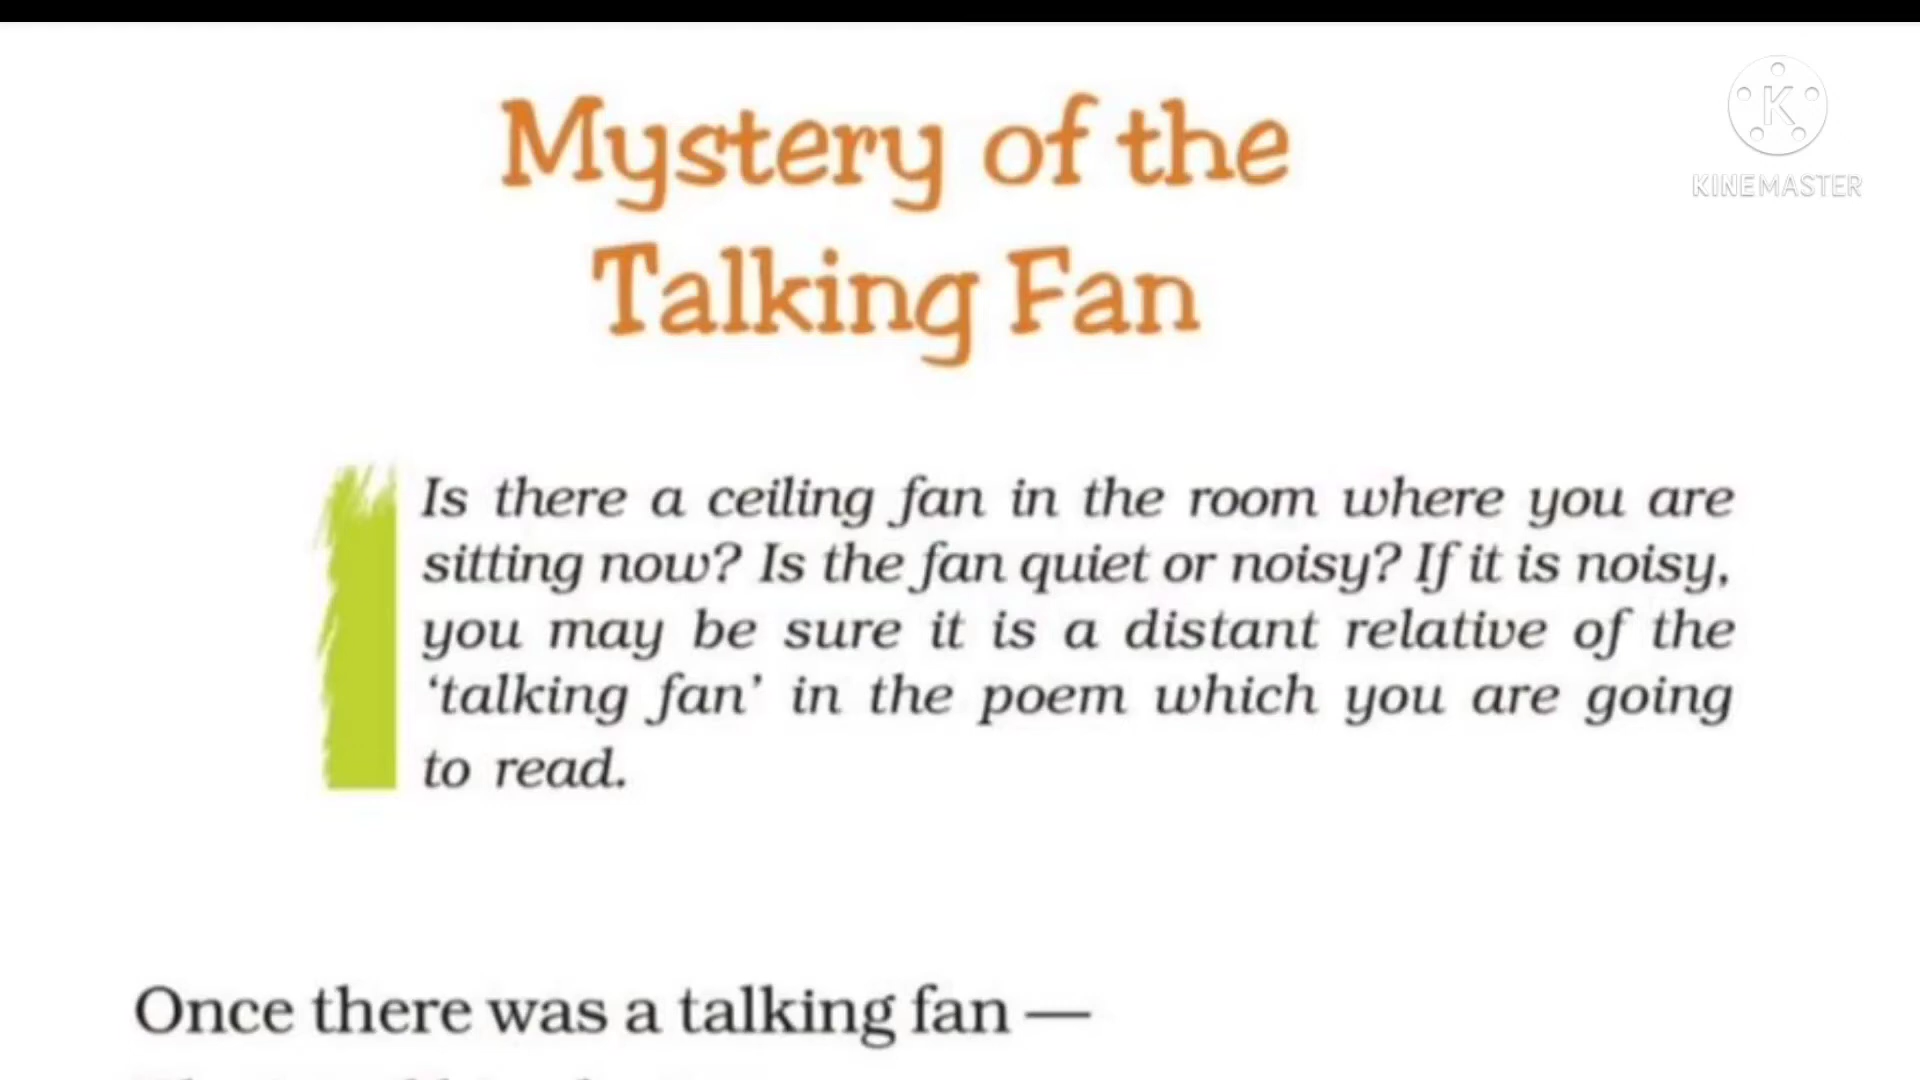 Mystery of the
Talking Fan
K
KINEMASTER
Is there a ceiling fan in the room where you are
sitting now? Is the fan quiet or noisy? If it is noisy,
you may be sure it is a distant relative of the
‘talking fan’ in the poem which you are going
to read.
Once there was a talking fan —